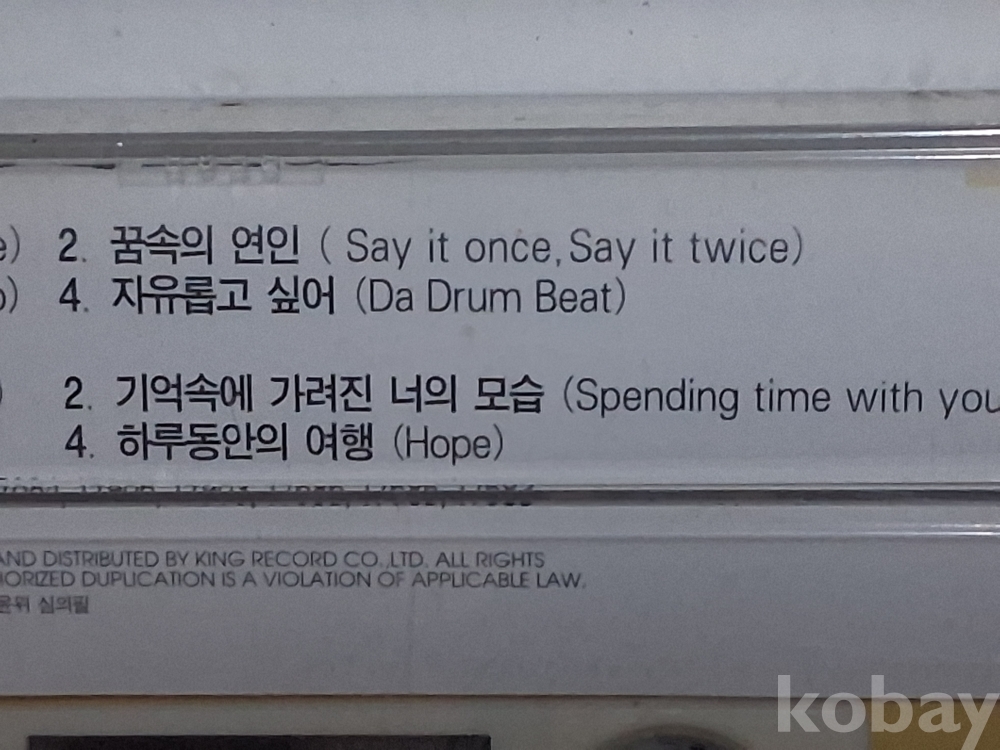 e) 2. 꿈속의 연인 ( Say it once, Say it twice)
o) 4. 자유롭고 싶어 (Da Drum Beat)
) 2. 기억속에 가려진 너의 모습 (Spending time with you
4. 하루동안의 여행 (Hope)
AND DISTRIBUTED BY KING RECORD CO.,LTD. ALL RIGHTS
HORIZED DUPLICATION IS A VIOLATION OF APPLICABLE LAW.
윤위 심의필
kobay